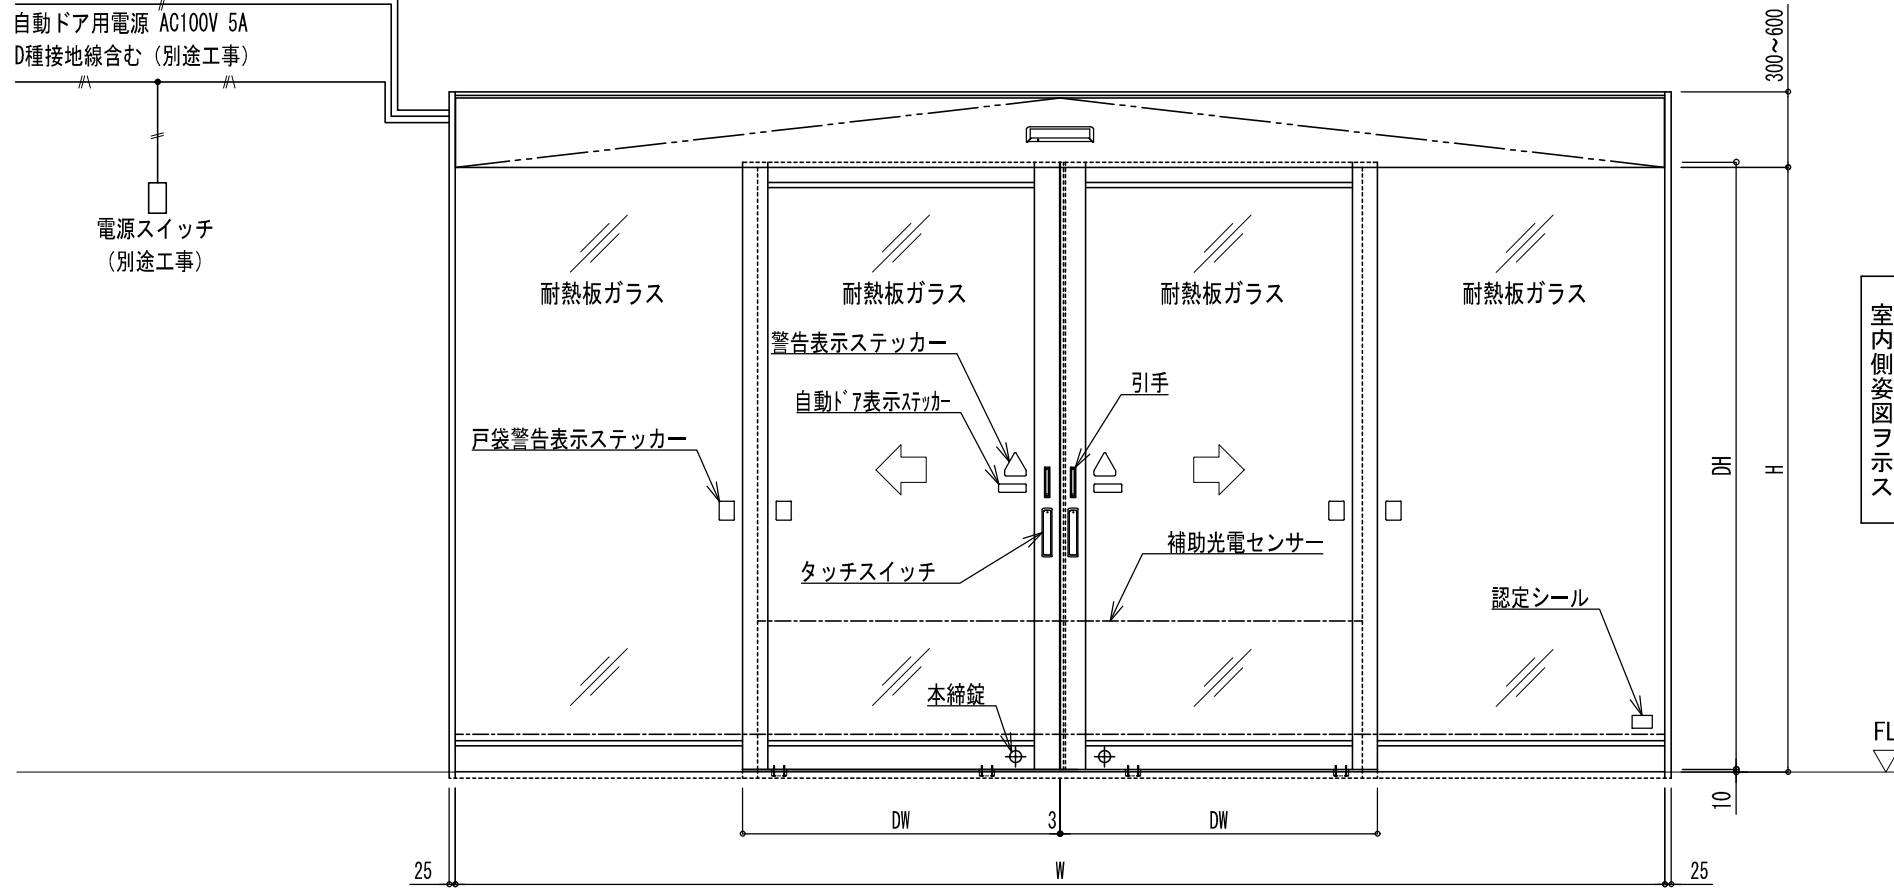 自動ドア用電源 AC100V 5A
D種接地線含む（別途工事）
電源スイッチ
（別途工事）
300~600
耐熱板ガラス
耐熱板ガラス
耐熱板ガラス
耐熱板ガラス
警告表示ステッカー
自動ﾄﾞｱ表示ｽﾃｯｶｰ
引手
戸袋警告表示ステッカー
タッチスイッチ
補助光電センサー
認定シール
本締錠
室内側姿図ヲ示ス
DH
H
FL
10
DW
3
DW
25
W
25